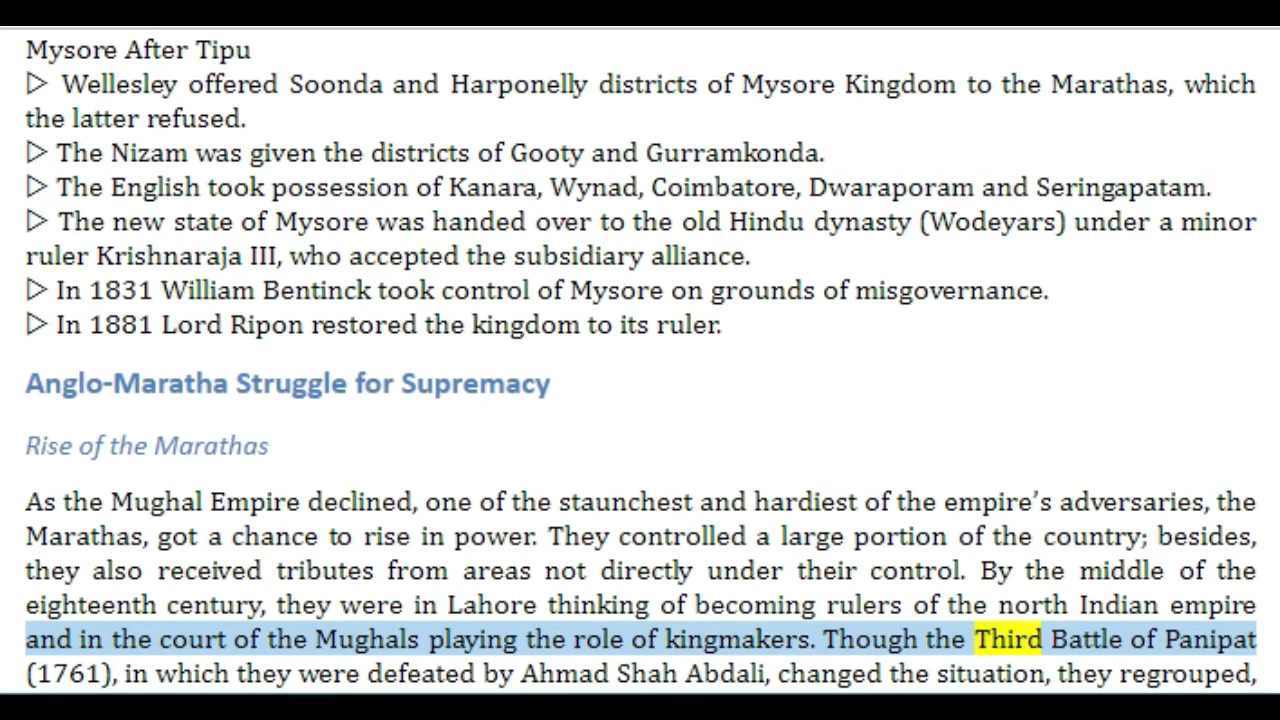 Mysore After Tipu
▷ Wellesley offered Soonda and Harponelly districts of Mysore Kingdom to the Marathas, which
the latter refused.
▷ The Nizam was given the districts of Gooty and Gurramkonda.
▷ The English took possession of Kanara, Wynad, Coimbatore, Dwaraporam and Seringapatam.
▷ The new state of Mysore was handed over to the old Hindu dynasty (Wodeyars) under a minor
ruler Krishnaraja III, who accepted the subsidiary alliance.
▷ In 1831 William Bentinck took control of Mysore on grounds of misgovernance.
▷ In 1881 Lord Ripon restored the kingdom to its ruler.
Anglo-Maratha Struggle for Supremacy
Rise of the Marathas
As the Mughal Empire declined, one of the staunchest and hardiest of the empire’s adversaries, the
Marathas, got a chance to rise in power. They controlled a large portion of the country; besides,
they also received tributes from areas not directly under their control. By the middle of the
eighteenth century, they were in Lahore thinking of becoming rulers of the north Indian empire
and in the court of the Mughals playing the role of kingmakers. Though the Third Battle of Panipat
(1761), in which they were defeated by Ahmad Shah Abdali, changed the situation, they regrouped,